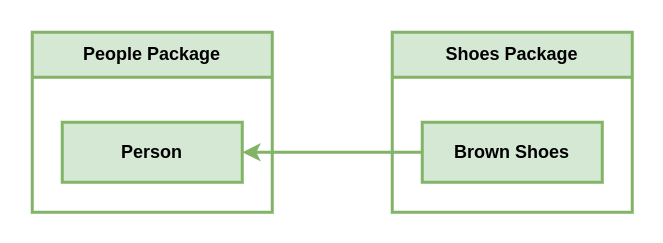 People Package
Shoes Package
Person
Brown Shoes